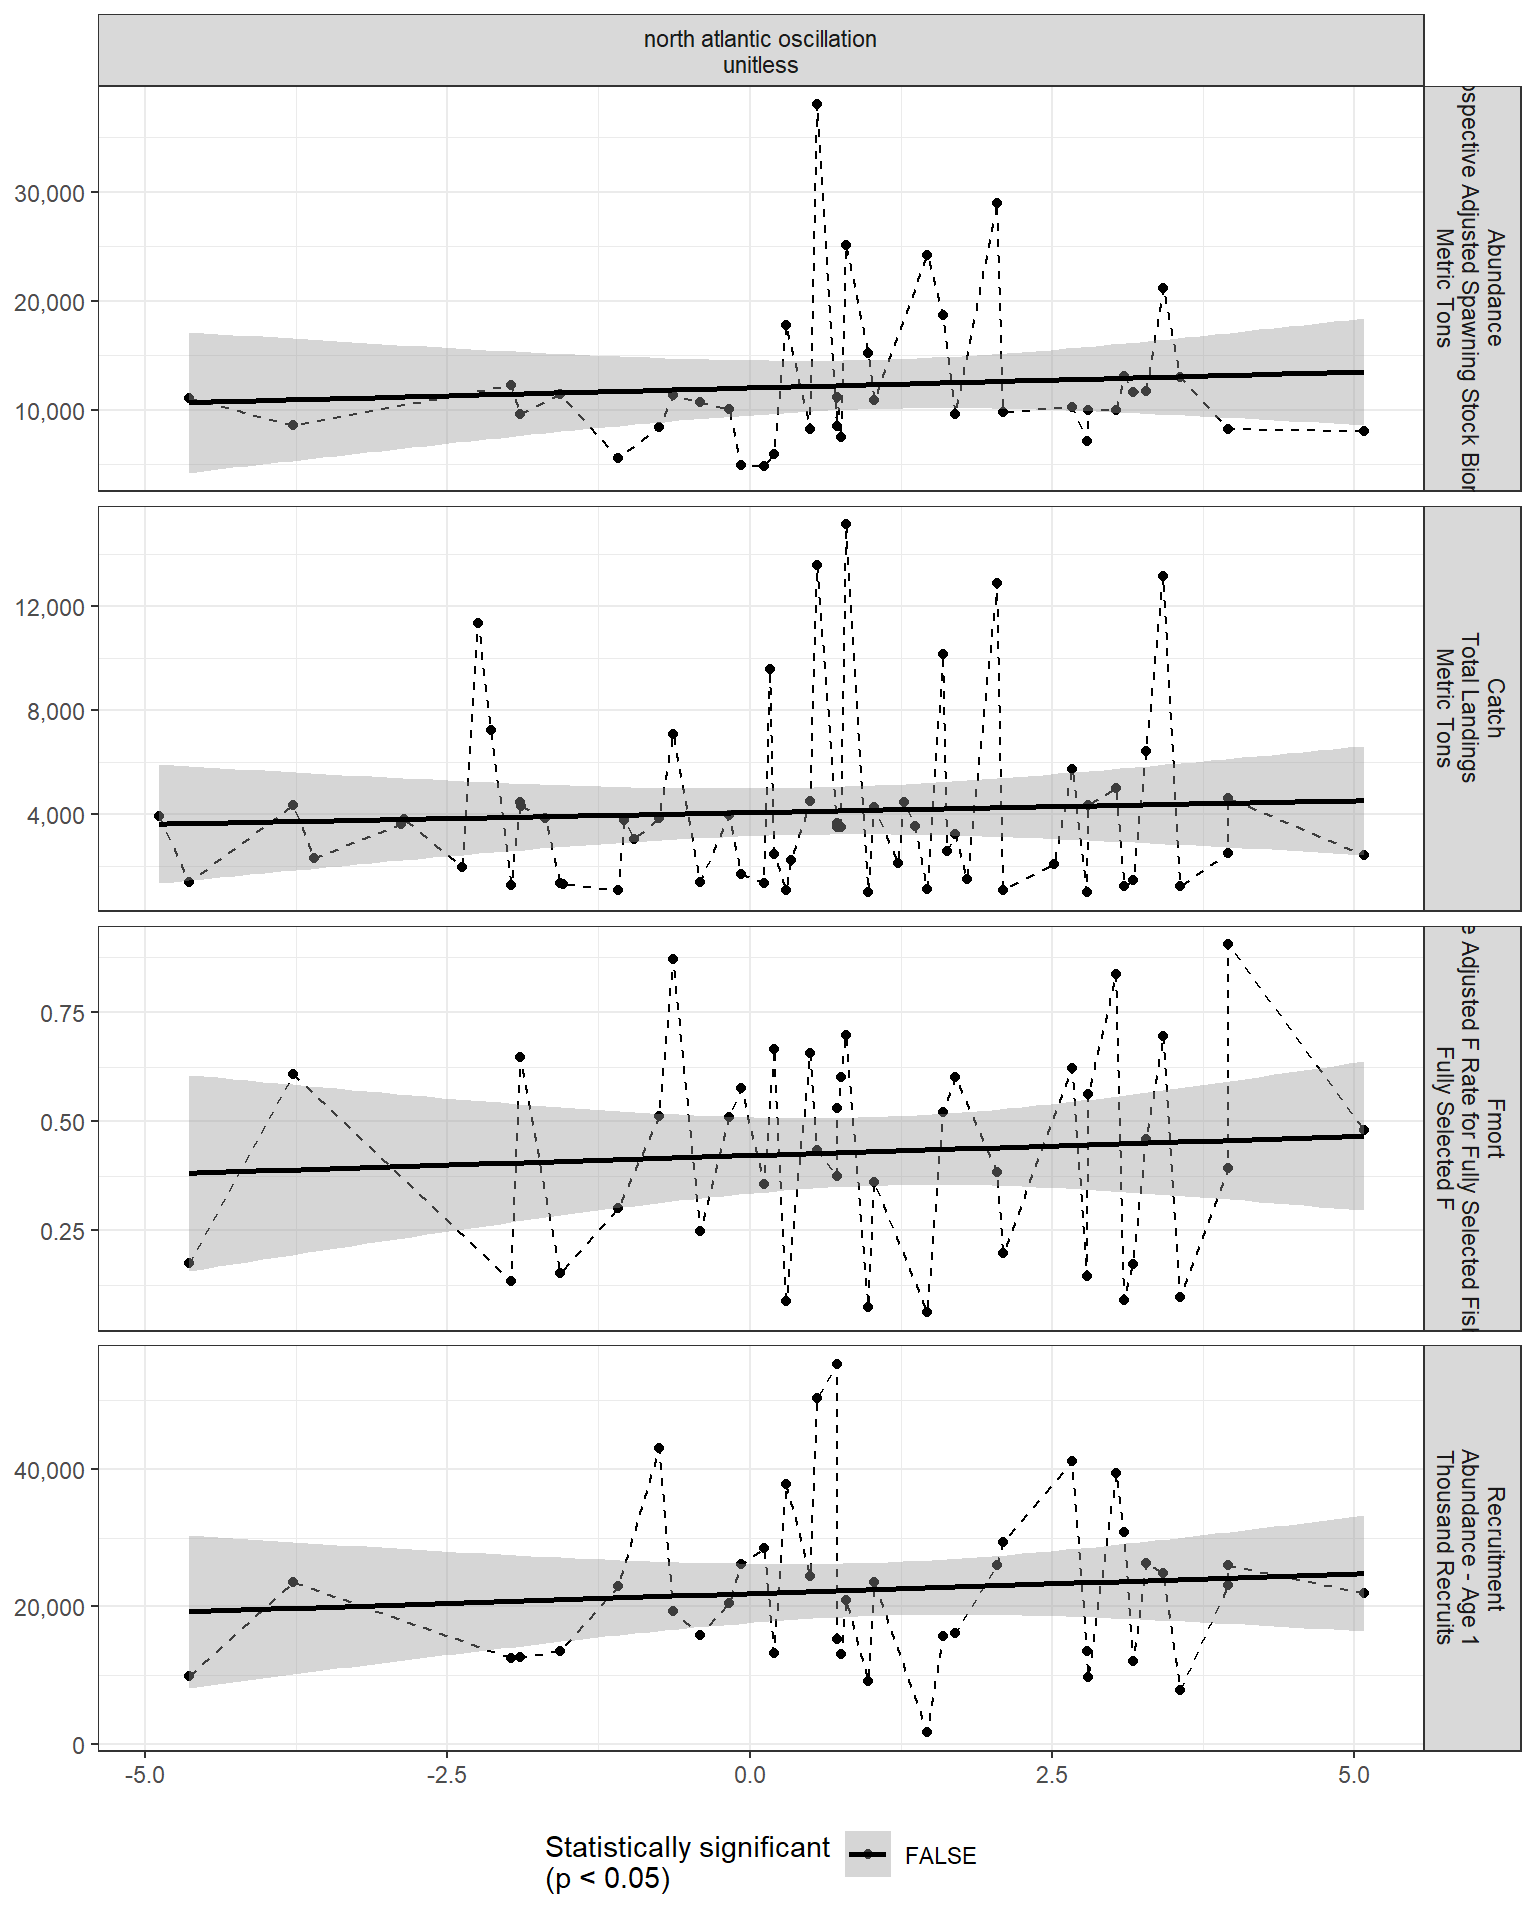 north atlantic oscillation
unitless
30,000
20,000
10,000
Abundance
Adjusted Spawning Stock
Metric Tons
12,000
8,000
4,000
Catch
Total Landings
Metric Tons
0.75
0.50
0.25
Fmort
Adjusted F Rate for Fully Selected
Fully Selected F
40,000
20,000
0
Recruitment
Abundance - Age 1
Thousand Recruits
-5.0
-2.5
0.0
2.5
5.0
Statistically significant
(p < 0.05)
FALSE